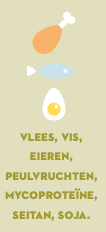 VLEES, VIS,
EIEREN,
PEULVRUCHTEN,
MYCOPROTEÏNE,
SEITAN, SOJA.